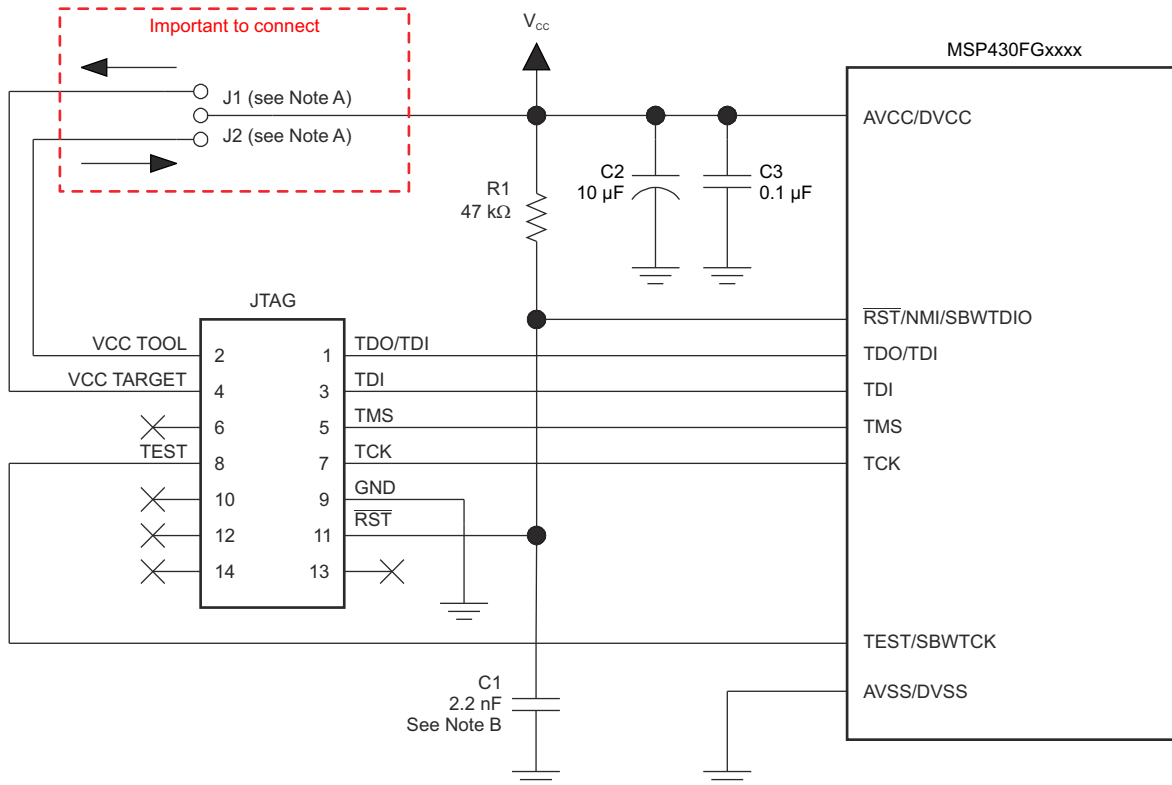 Important to connect
VCC
J1 (see Note A)
J2 (see Note A)
MSP430FGxxxx
AVCC/DVCC
R1
47 kΩ
C2
10 µF
C3
0.1 µF
JTAG
RST/NMI/SBWTDIO
VCC TOOL
2
1
TDO/TDI
TDO/TDI
VCC TARGET
4
3
TDI
TDI
6
5
TMS
TMS
TEST
8
7
TCK
TCK
10
9
GND
12
11
RST
14
13
TEST/SBWTCK
C1
2.2 nF
See Note B
AVSS/DVSS